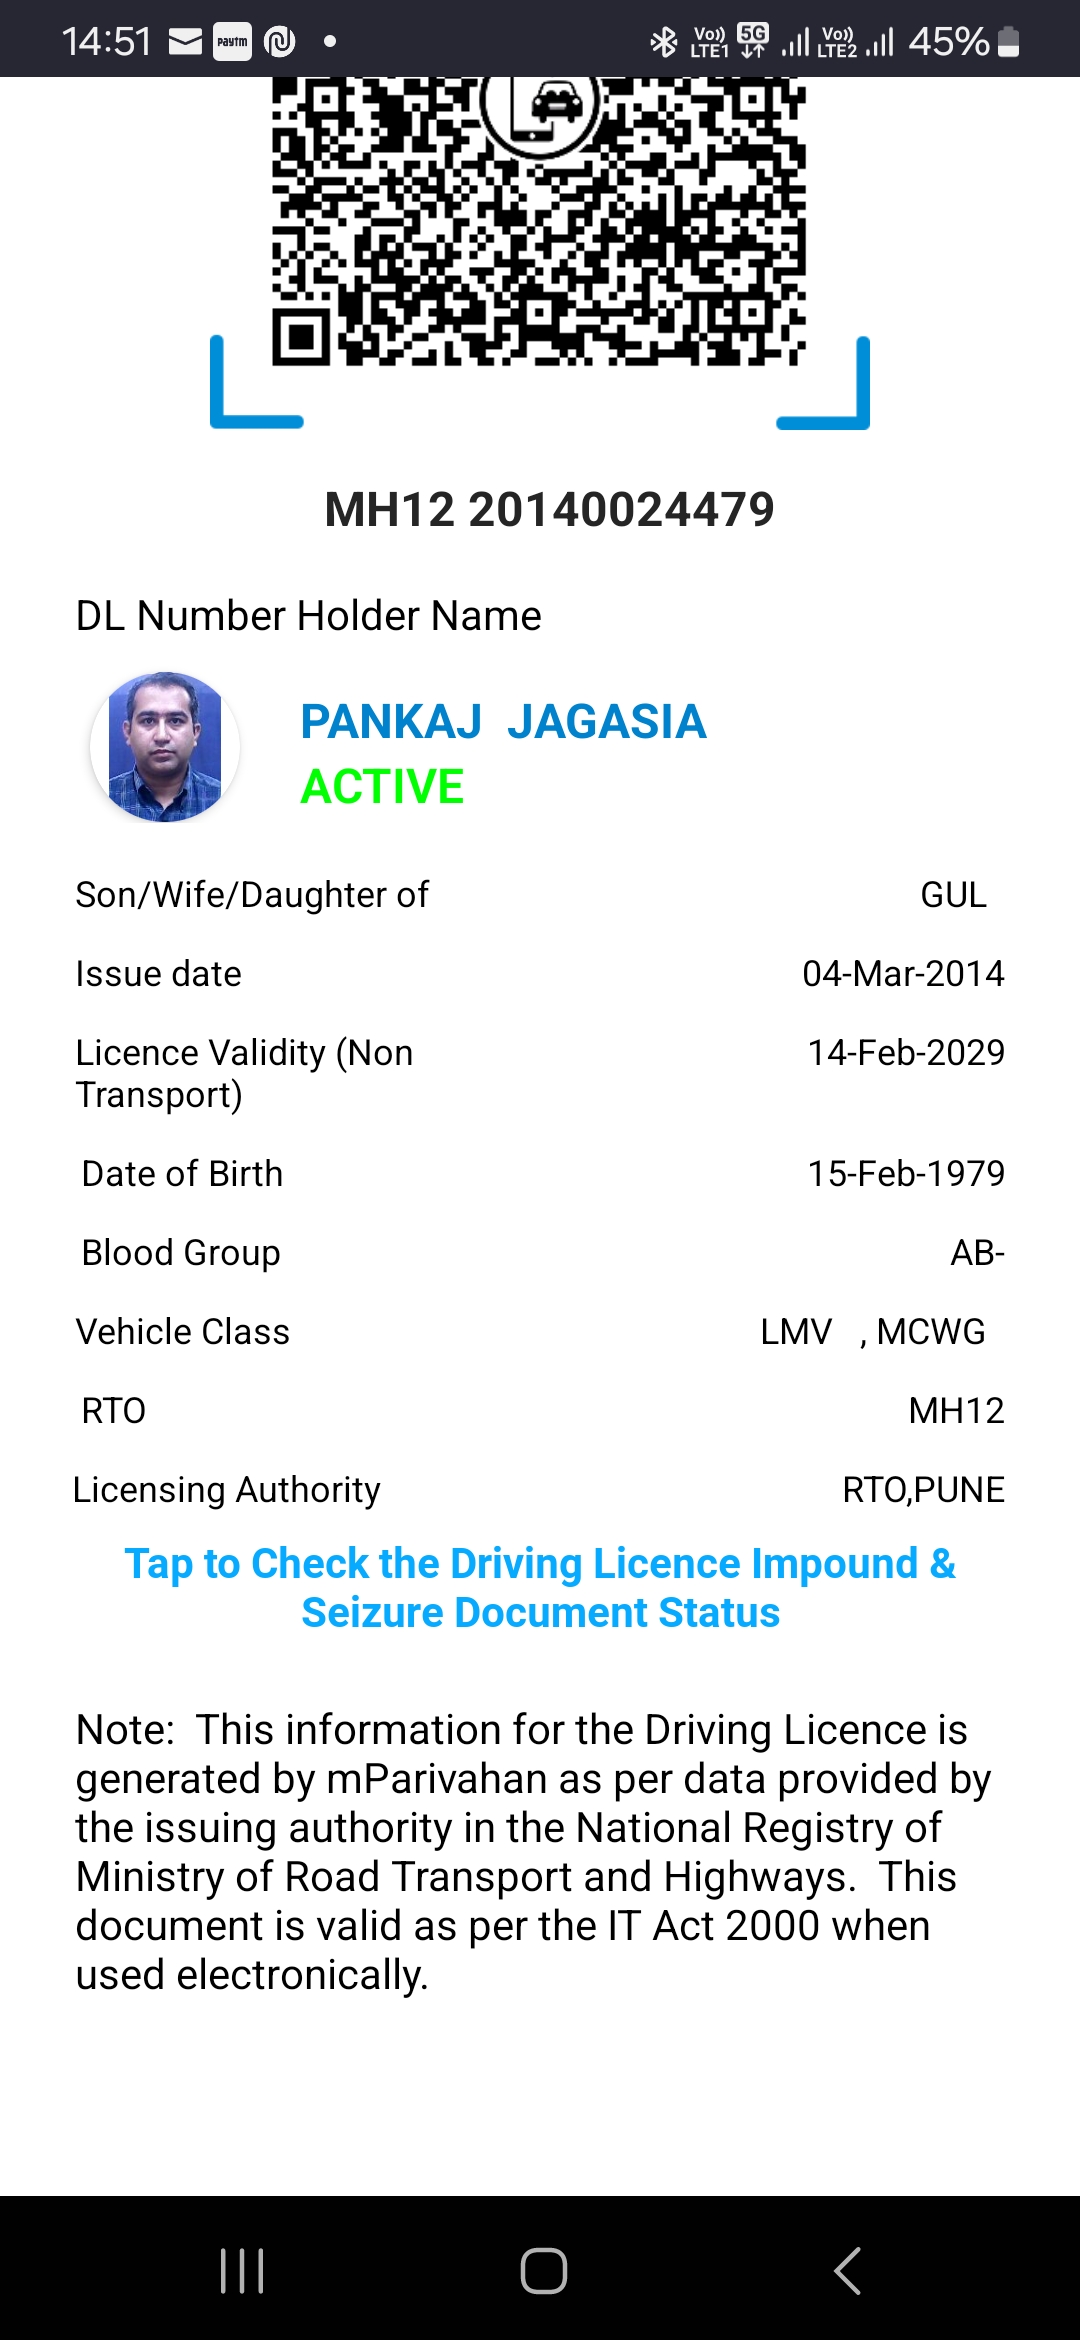 14:51 Paytm Vo)) LTE1 5G Vo)) LTE2 45%
MH12 20140024479
DL Number Holder Name
PANKAJ JAGASIA
ACTIVE
Son/Wife/Daughter of GUL
Issue date 04-Mar-2014
Licence Validity (Non 14-Feb-2029
Transport)
Date of Birth 15-Feb-1979
Blood Group AB-
Vehicle Class LMV , MCWG
RTO MH12
Licensing Authority RTO,PUNE
Tap to Check the Driving Licence Impound &
Seizure Document Status
Note: This information for the Driving Licence is
generated by mParivahan as per data provided by
the issuing authority in the National Registry of
Ministry of Road Transport and Highways. This
document is valid as per the IT Act 2000 when
used electronically.